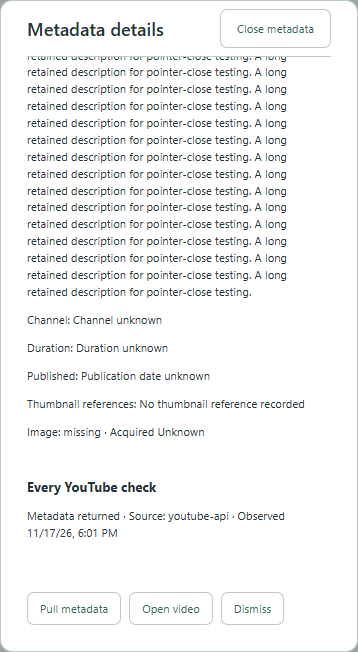 Metadata details
Close metadata
retained description for pointer-close testing. A long
retained description for pointer-close testing. A long
retained description for pointer-close testing. A long
retained description for pointer-close testing. A long
retained description for pointer-close testing. A long
retained description for pointer-close testing. A long
retained description for pointer-close testing. A long
retained description for pointer-close testing. A long
retained description for pointer-close testing. A long
retained description for pointer-close testing. A long
retained description for pointer-close testing. A long
retained description for pointer-close testing. A long
retained description for pointer-close testing. A long
retained description for pointer-close testing. A long
retained description for pointer-close testing.
Channel: Channel unknown
Duration: Duration unknown
Published: Publication date unknown
Thumbnail references: No thumbnail reference recorded
Image: missing · Acquired Unknown
Every YouTube check
Metadata returned · Source: youtube-api · Observed
11/17/26, 6:01 PM
Pull metadata
Open video
Dismiss